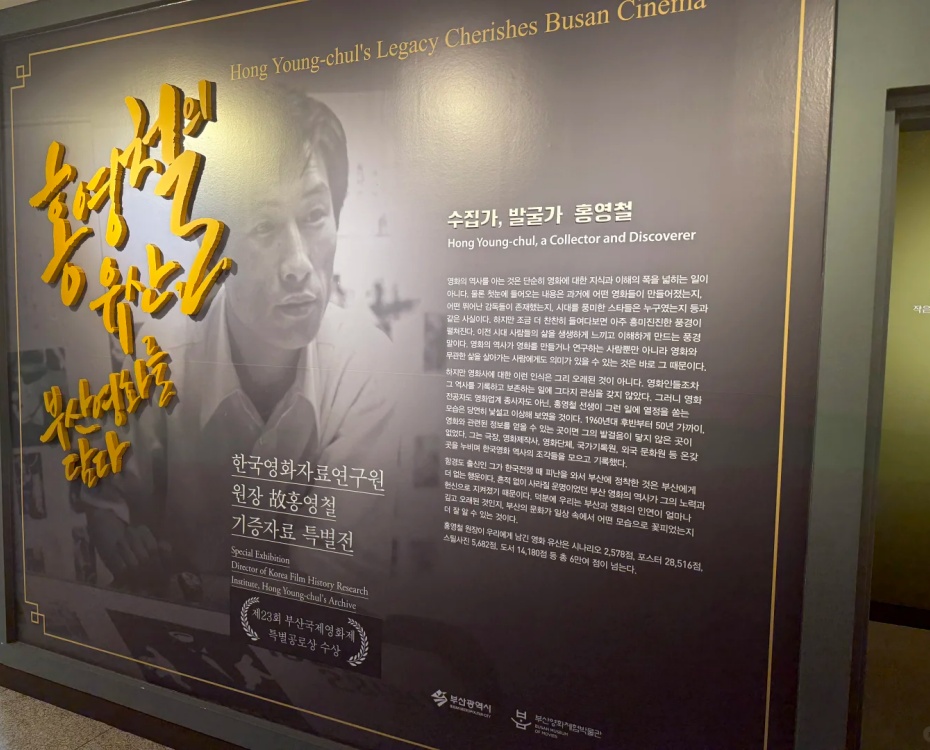 Hong Young-chul's Legacy Cherishes Busan Cinema
홍영철의
유산
부산영화를
담다
수집가, 발굴가 홍영철
Hong Young-chul, a Collector and Discoverer
영화의 역사를 아는 것은 단순히 영화에 대한 지식과 이해의 폭을 넓히는 일이
아니다. 물론 첫눈에 들어오는 내용은 과거에 어떤 영화들이 만들어졌는지,
어떤 뛰어난 감독들이 존재했는지, 시대를 풍미한 스타들은 누구였는지 등과
같은 사실이다. 하지만 조금 더 찬찬히 들여다보면 아주 흥미진진한 풍경이
펼쳐진다. 이전 시대 사람들의 삶을 생생하게 느끼고 이해하게 만드는 풍경
말이다. 영화의 역사가 영화를 만들거나 연구하는 사람뿐만 아니라 영화와
무관한 삶을 살아가는 사람에게도 의미가 있을 수 있는 것은 바로 그 때문이다.
하지만 영화사에 대한 이런 인식은 그리 오래된 것이 아니다. 영화인들조차
그 역사를 기록하고 보존하는 일에 그다지 관심을 갖지 않았다. 그러니 영화
전공자도 영화업계 종사자도 아닌, 홍영철 선생이 그런 일에 열정을 쏟는
모습은 당연히 낯설고 이상해 보였을 것이다. 1960년대 후반부터 50년 가까이,
영화와 관련된 정보를 얻을 수 있는 곳이면 그의 발걸음이 닿지 않은 곳이
없었다. 그는 극장, 영화제작사, 영화단체, 국가기록원, 외국 문화원 등 온갖
곳을 누비며 한국영화 역사의 조각들을 모으고 기록했다.
함경도 출신인 그가 한국전쟁 때 피난을 와서 부산에 정착한 것은 부산에게
더 없는 행운이다. 흔적 없이 사라질 운명이었던 부산 영화의 역사가 그의 노력과
헌신으로 지켜졌기 때문이다. 덕분에 우리는 부산과 영화의 인연이 얼마나
깊고 오래된 것인지, 부산의 문화가 일상 속에서 어떤 모습으로 꽃피었는지
더 잘 알 수 있는 것이다.
홍영철 원장이 우리에게 남긴 영화 유산은 시나리오 2,578점, 포스터 28,516점,
스틸사진 5,682점, 도서 14,180점 등 총 6만여 점이 넘는다.
한국영화자료연구원
원장 故홍영철
기증자료 특별전
Special Exhibition
Director of Korea Film History Research
Institute, Hong Young-chul's Archive
제23회 부산국제영화제
특별공로상 수상
부산광역시
부산영화체험박물관
BUSAN MUSEUM
OF MOVIES
작은